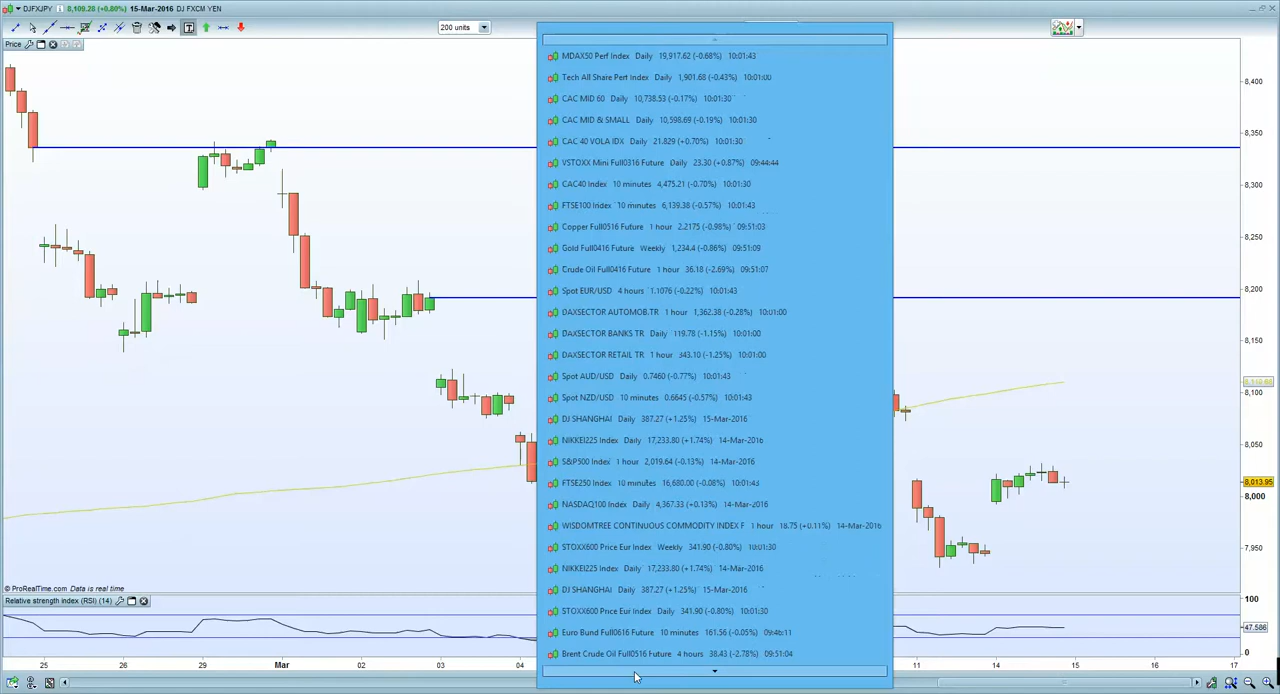 DJFXJPY 8,109.28 (+0.80%) 15-Mar-2016 DJ FXCM YEN
200 units
Price
MDAX50 Perf Index Daily 19,917.62 (-0.68%) 10:01:43
Tech All Share Perf Index Daily 1,901.68 (-0.43%) 10:01:00
CAC MID 60 Daily 10,738.53 (-0.17%) 10:01:30
CAC MID & SMALL Daily 10,598.69 (-0.19%) 10:01:30
CAC 40 VOLA IDX Daily 21.829 (+0.70%) 10:01:30
VSTOXX Mini Full0316 Future Daily 23.30 (+0.87%) 09:44:44
CAC40 Index 10 minutes 4,475.21 (-0.70%) 10:01:30
FTSE100 Index 10 minutes 6,139.38 (-0.57%) 10:01:43
Copper Full0516 Future 1 hour 2.2175 (-0.98%) 09:51:03
Gold Full0416 Future Weekly 1,234.4 (-0.86%) 09:51:09
Crude Oil Full0416 Future 1 hour 36.18 (-2.69%) 09:51:07
Spot EUR/USD 4 hours 1.1076 (-0.22%) 10:01:43
DAXSECTOR AUTOMOB.TR 1 hour 1,362.38 (-0.28%) 10:01:00
DAXSECTOR BANKS TR Daily 119.78 (-1.15%) 10:01:00
DAXSECTOR RETAIL TR 1 hour 343.10 (-1.25%) 10:01:00
Spot AUD/USD Daily 0.7460 (-0.77%) 10:01:43
Spot NZD/USD 10 minutes 0.6645 (-0.57%) 10:01:43
DJ SHANGHAI Daily 387.27 (+1.25%) 15-Mar-2016
NIKKEI225 Index Daily 17,233.80 (+1.74%) 14-Mar-2016
S&P500 Index 1 hour 2,019.64 (-0.13%) 14-Mar-2016
FTSE250 Index 10 minutes 16,680.00 (-0.08%) 10:01:43
NASDAQ100 Index Daily 4,367.33 (+0.13%) 14-Mar-2016
WISDOMTREE CONTINUOUS COMMODITY INDEX F 1 hour 18.75 (+0.11%) 14-Mar-2016
STOXX600 Price Eur Index Weekly 341.90 (-0.80%) 10:01:30
NIKKEI225 Index Daily 17,233.80 (+1.74%) 14-Mar-2016
DJ SHANGHAI Daily 387.27 (+1.25%) 15-Mar-2016
STOXX600 Price Eur Index Daily 341.90 (-0.80%) 10:01:30
Euro Bund Full0616 Future 10 minutes 161.56 (-0.05%) 09:46:11
Brent Crude Oil Full0516 Future 4 hours 38.43 (-2.78%) 09:51:04
8,400
8,350
8,300
8,250
8,200
8,150
8,100
8,050
8,013.95
8,000
7,950
© ProRealTime.com Data is real time
Relative strength index (RSI) (14)
100
47.586
0
25 26 29 Mar 02 03 04 11 14 15 16 17